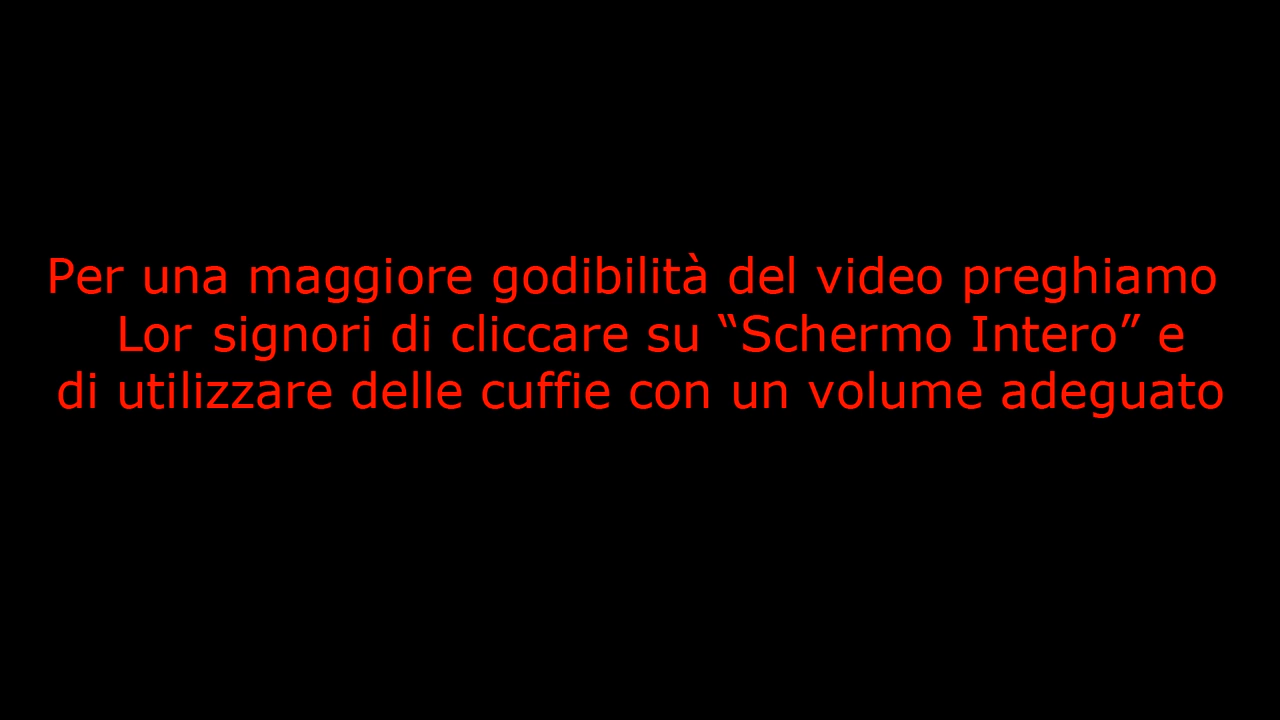 Per una maggiore godibilità del video preghiamo
Lor signori di cliccare su “Schermo Intero” e
di utilizzare delle cuffie con un volume adeguato